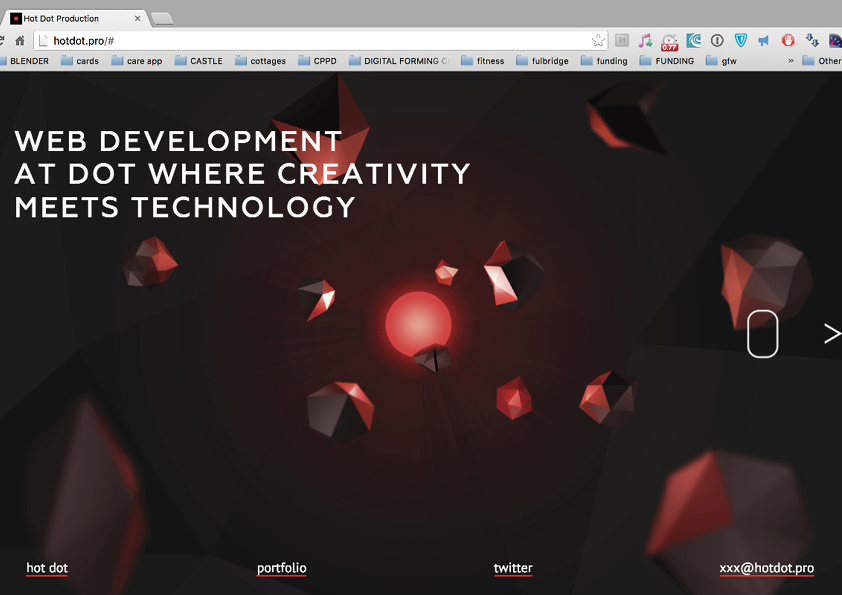 Hot Dot Production
hotdot.pro/#
0.77
BLENDER cards care app CASTLE cottages CPPD DIGITAL FORMING fitness fulbridge funding FUNDING gfw » Other
WEB DEVELOPMENT
AT DOT WHERE CREATIVITY
MEETS TECHNOLOGY
>
hot dot portfolio twitter xxx@hotdot.pro